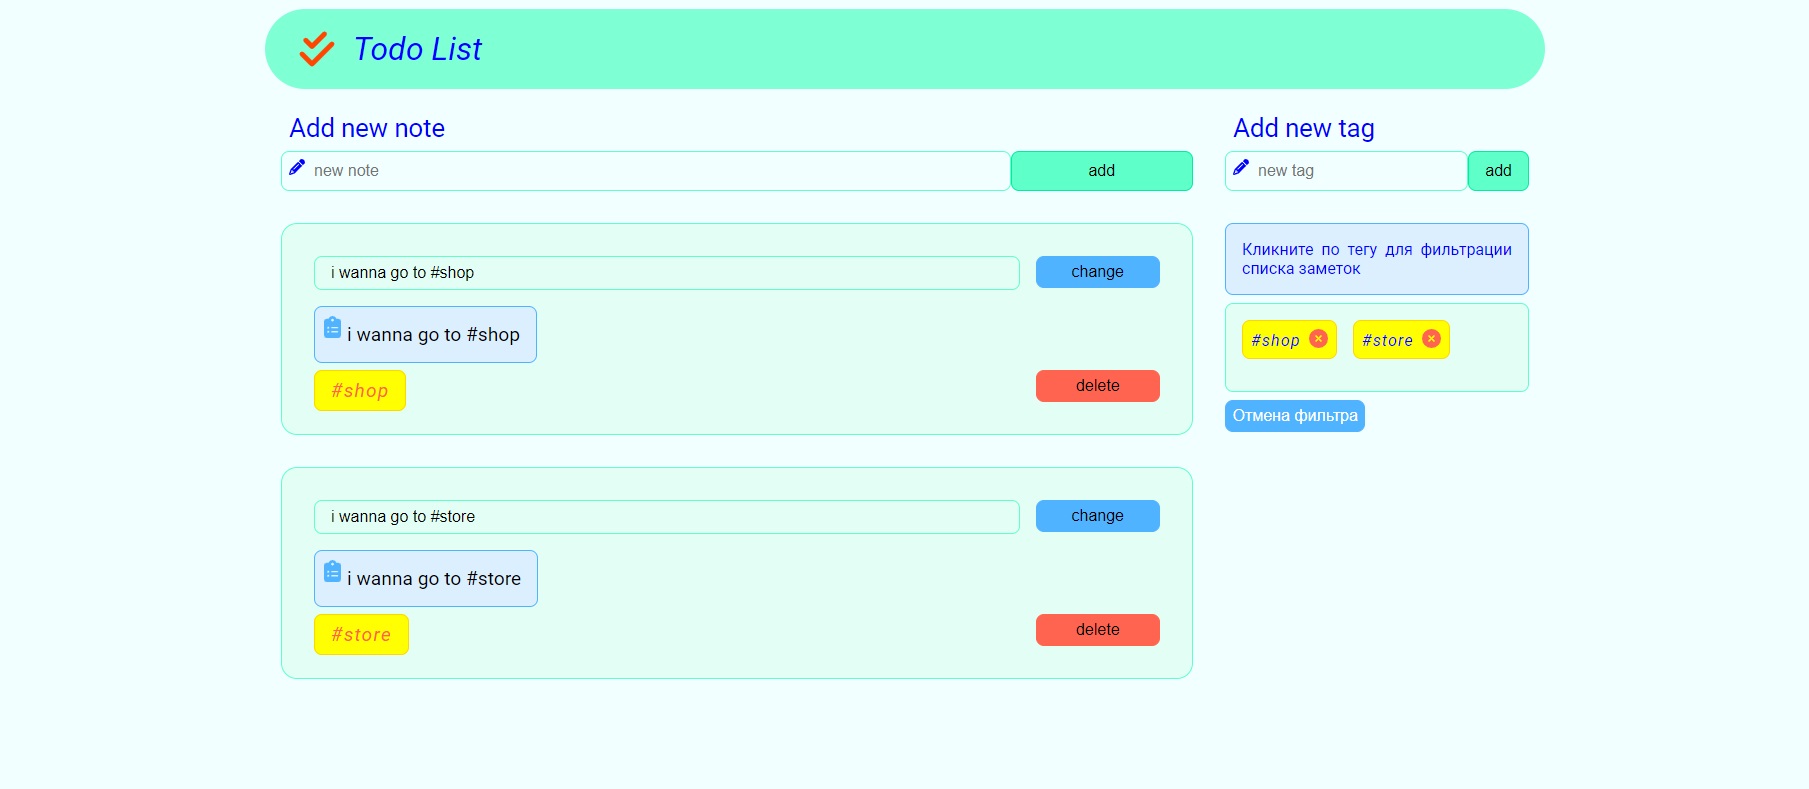 Todo List
Add new note
new note
add
i wanna go to #shop
change
i wanna go to #shop
#shop
delete
i wanna go to #store
change
i wanna go to #store
#store
delete
Add new tag
new tag
add
Кликните по тегу для фильтрации
списка заметок
#shop #store
Отмена фильтра